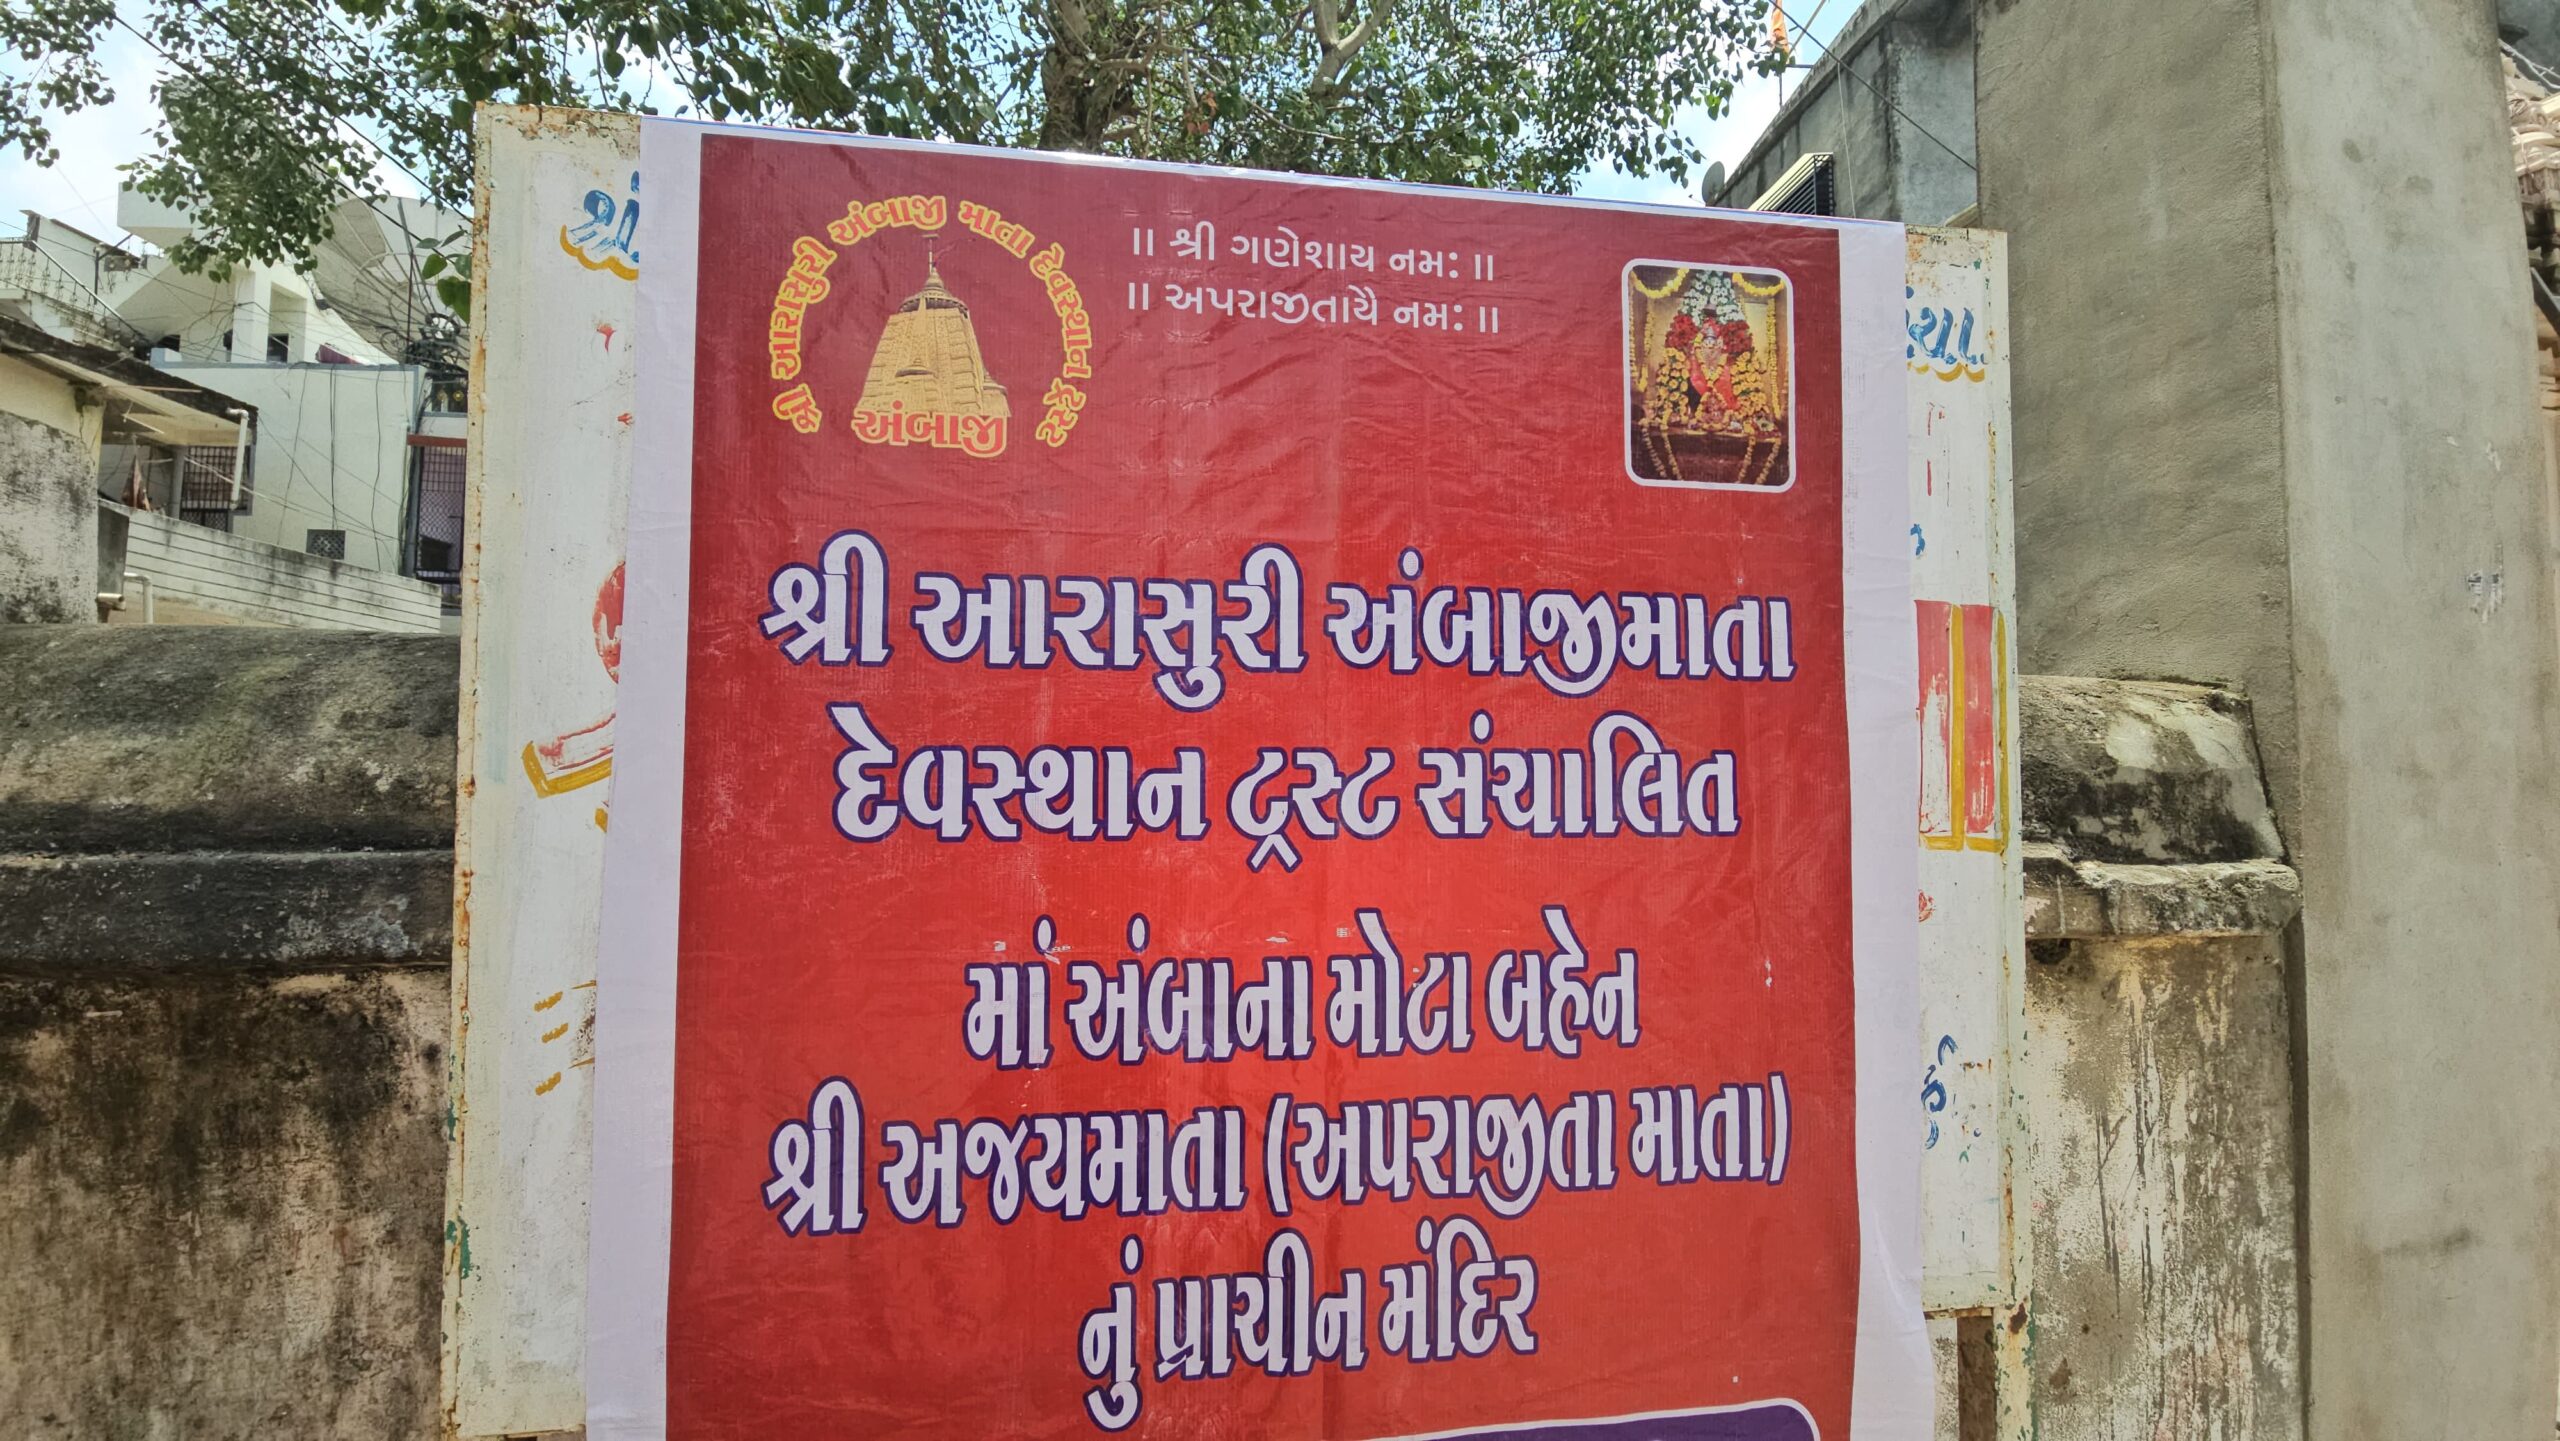 શ્રી આરાસુરી અંબાજી માતા દેવસ્થાન ટ્રસ્ટ
અંબાજી
॥ શ્રી ગણેશાય નમઃ ॥
॥ અપરાજીતાયૈ નમઃ ॥
શ્રી આરાસુરી અંબાજીમાતા
દેવસ્થાન ટ્રસ્ટ સંચાલિત
માં અંબાના મોટા બહેન
શ્રી અજયમાતા (અપરાજીતા માતા)
નું પ્રાચીન મંદિર